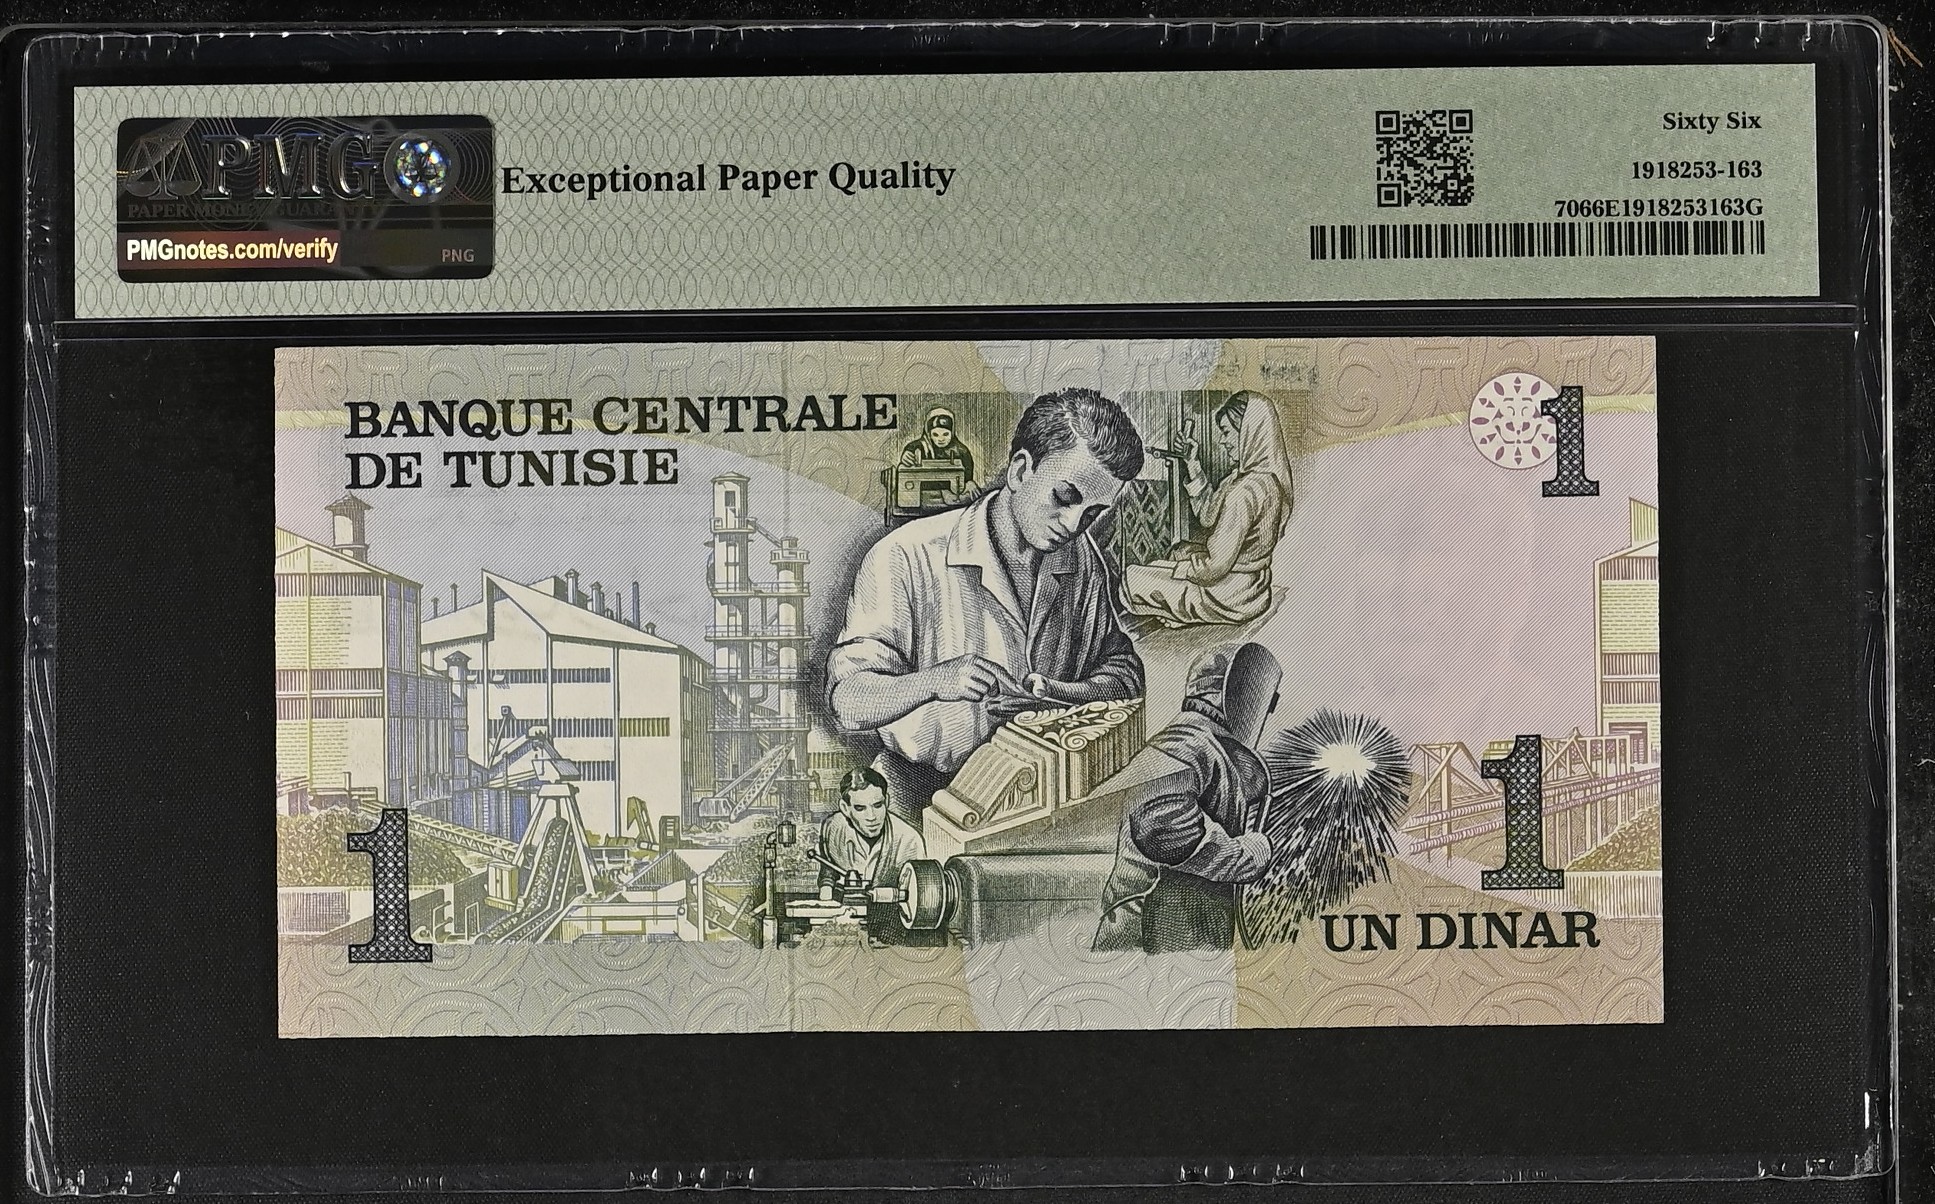 PMG
PAPER MONEY GUARANTY
PMGnotes.com/verify
PNG
Exceptional Paper Quality
Sixty Six
1918253-163
7066E1918253163G
BANQUE CENTRALE
DE TUNISIE
1
1
1
UN DINAR